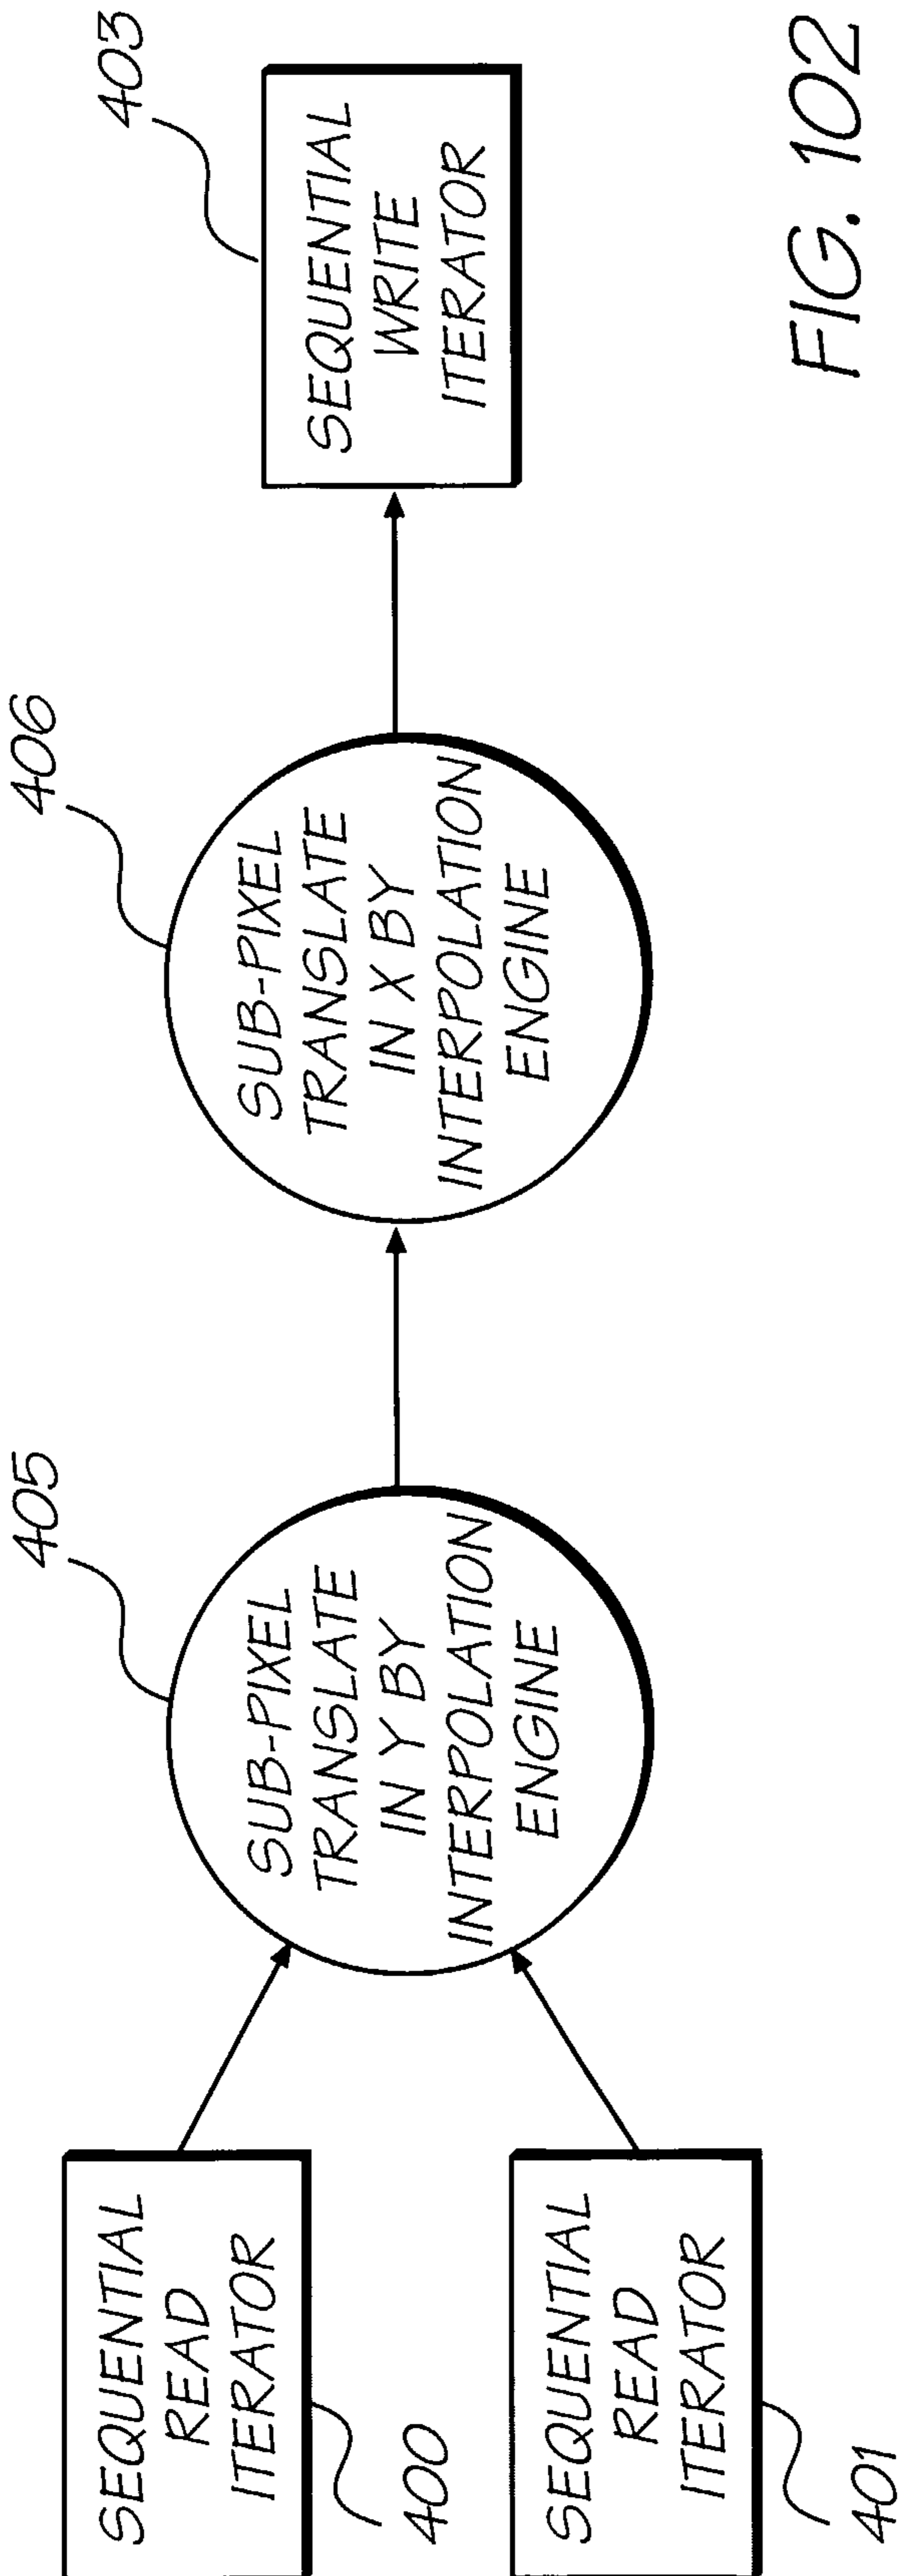 SEQUENTIAL
READ
ITERATOR
400
SEQUENTIAL
READ
ITERATOR
401
405
SUB-PIXEL
TRANSLATE
IN Y BY
INTERPOLATION
ENGINE
406
SUB-PIXEL
TRANSLATE
IN X BY
INTERPOLATION
ENGINE
403
SEQUENTIAL
WRITE
ITERATOR
FIG. 102